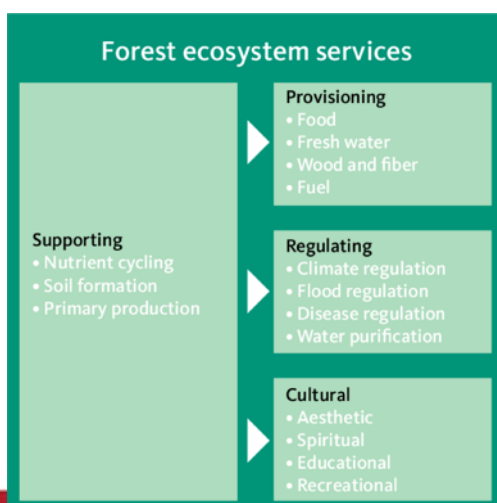 Forest ecosystem services
Supporting
• Nutrient cycling
• Soil formation
• Primary production
Provisioning
• Food
• Fresh water
• Wood and fiber
• Fuel
Regulating
• Climate regulation
• Flood regulation
• Disease regulation
• Water purification
Cultural
• Aesthetic
• Spiritual
• Educational
• Recreational